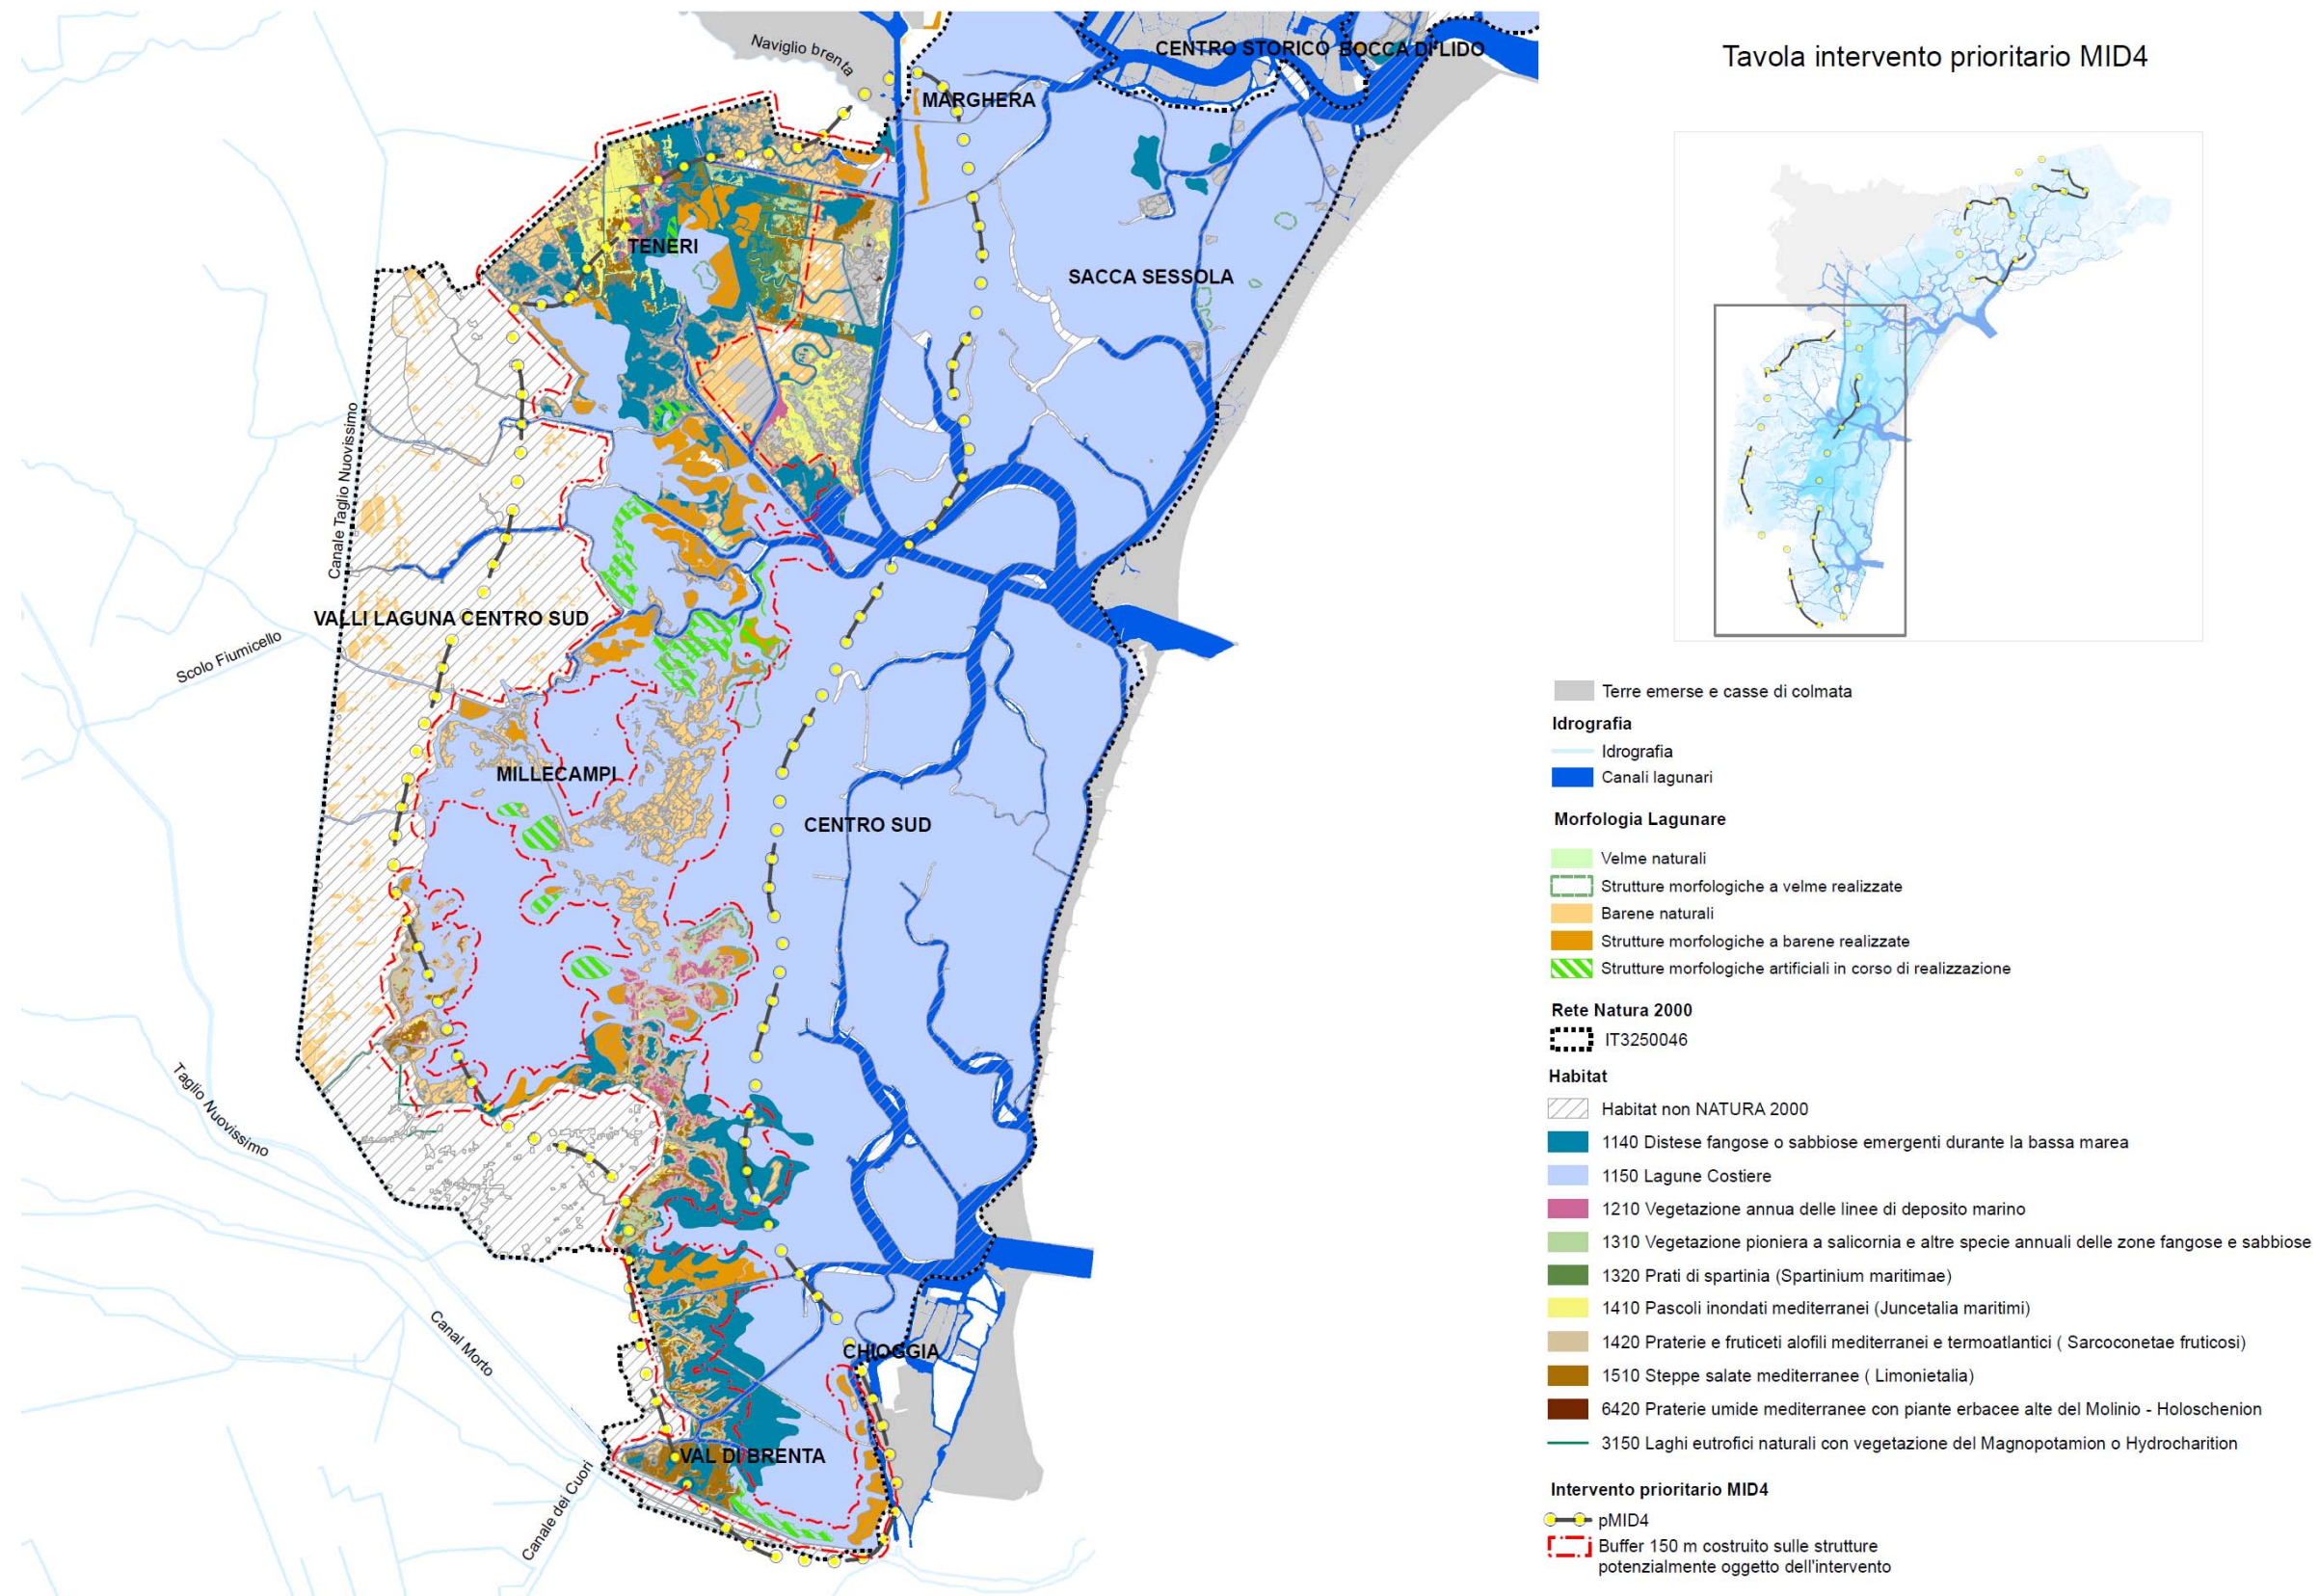 Tavola intervento prioritario MID4
Naviglio brenta
CENTRO STORICO
BOCCA DI LIDO
MARGHERA
TENERI
SACCA SESSOLA
Canale Taglio Nuovissimo
VALLI LAGUNA CENTRO SUD
Scolo Fiumicello
MILLECAMPI
CENTRO SUD
Taglio Nuovissimo
Canal Morto
CHIOGGIA
VAL DI BRENTA
Canale dei Cuori
Terre emerse e casse di colmata
Idrografia
Idrografia
Canali lagunari
Morfologia Lagunare
Velme naturali
Strutture morfologiche a velme realizzate
Barene naturali
Strutture morfologiche a barene realizzate
Strutture morfologiche artificiali in corso di realizzazione
Rete Natura 2000
IT3250046
Habitat
Habitat non NATURA 2000
1140 Distese fangose o sabbiose emergenti durante la bassa marea
1150 Lagune Costiere
1210 Vegetazione annua delle linee di deposito marino
1310 Vegetazione pioniera a salicornia e altre specie annuali delle zone fangose e sabbiose
1320 Prati di spartinia (Spartinium maritimae)
1410 Pascoli inondati mediterranei (Juncetalia maritimi)
1420 Praterie e fruticeti alofili mediterranei e termoatlantici ( Sarcoconetae fruticosi)
1510 Steppe salate mediterranee ( Limonietalia)
6420 Praterie umide mediterranee con piante erbacee alte del Molinio - Holoschenion
3150 Laghi eutrofici naturali con vegetazione del Magnopotamion o Hydrocharition
Intervento prioritario MID4
pMID4
Buffer 150 m costruito sulle strutture
potenzialmente oggetto dell'intervento